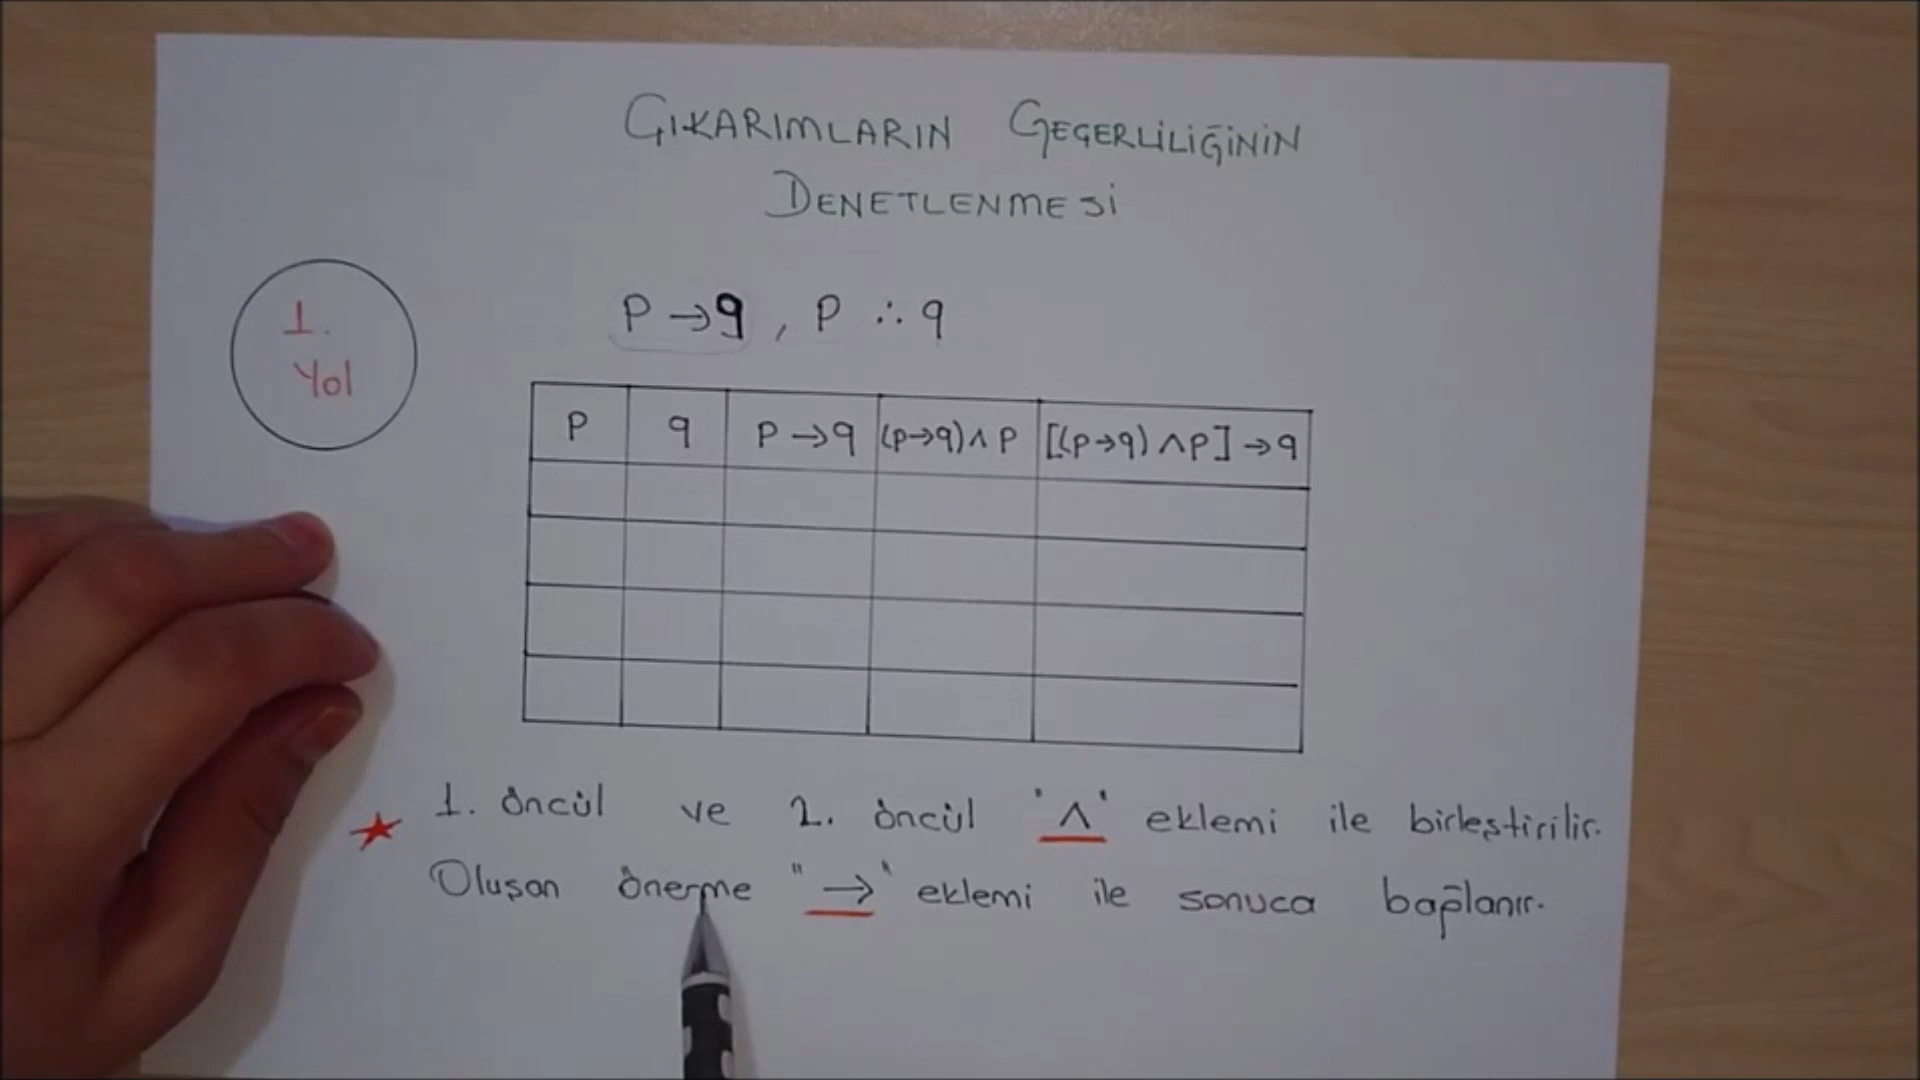 ÇIKARIMLARIN GEÇERLİLİĞİNİN
DENETLENMESİ
1.
Yol
P → q , P ∴ q
P q P → q (p→q) ∧ P [(p→q) ∧ P] → q
1. öncül ve 2. öncül "∧" eklemi ile birleştirilir.
Oluşan önerme "→" eklemi ile sonuca bağlanır.